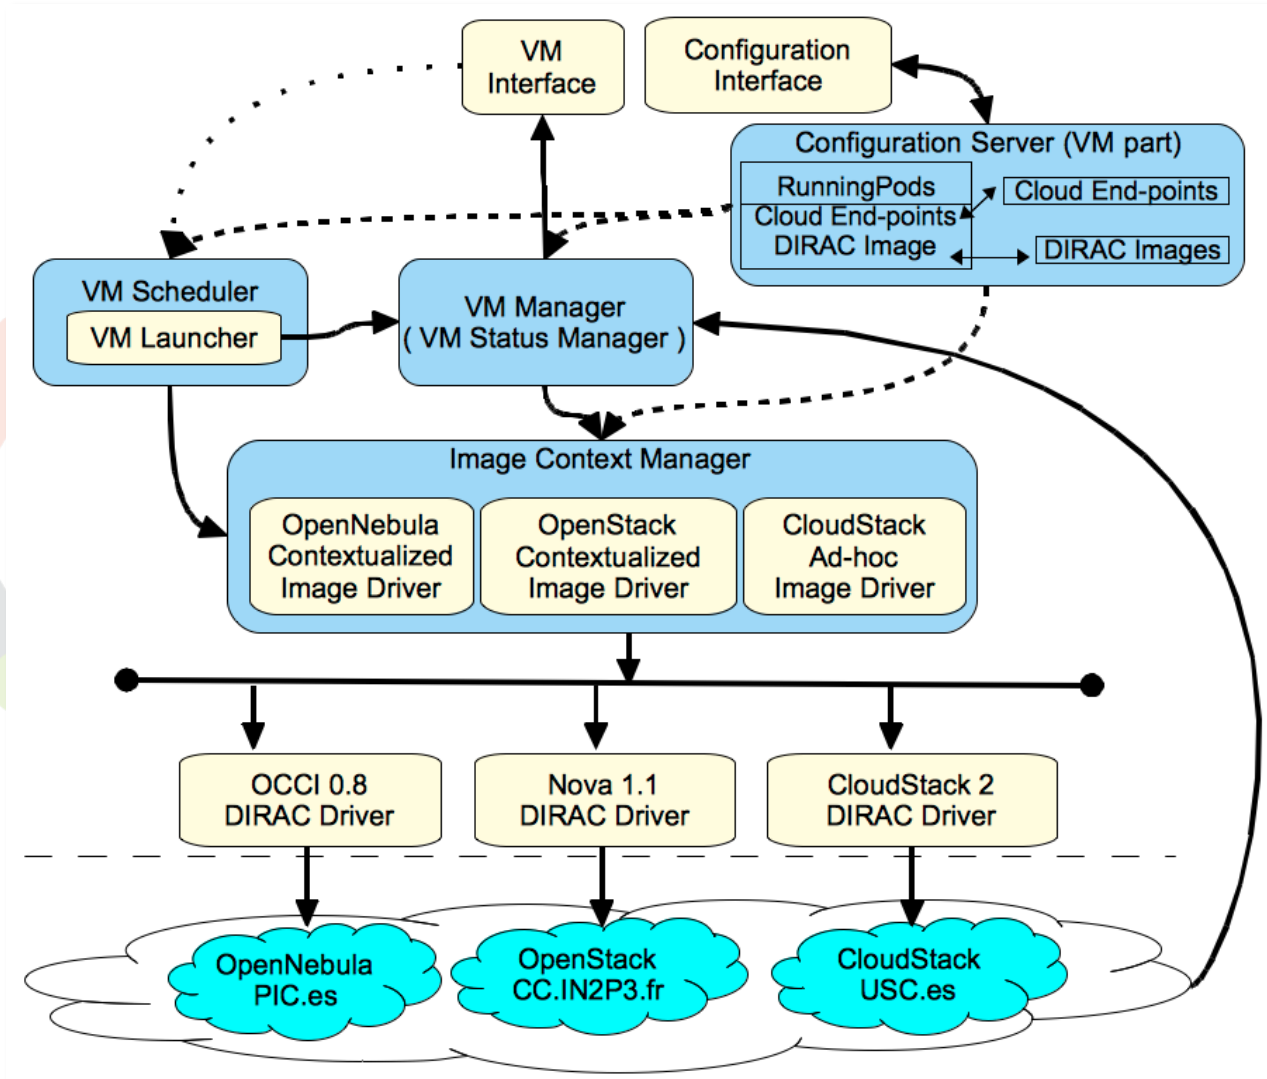 VM
Interface
Configuration
Interface
Configuration Server (VM part)
RunningPods
Cloud End-points
DIRAC Image
Cloud End-points
DIRAC Images
VM Scheduler
VM Launcher
VM Manager
( VM Status Manager )
Image Context Manager
OpenNebula
Contextualized
Image Driver
OpenStack
Contextualized
Image Driver
CloudStack
Ad-hoc
Image Driver
OCCI 0.8
DIRAC Driver
Nova 1.1
DIRAC Driver
CloudStack 2
DIRAC Driver
OpenNebula
PIC.es
OpenStack
CC.IN2P3.fr
CloudStack
USC.es